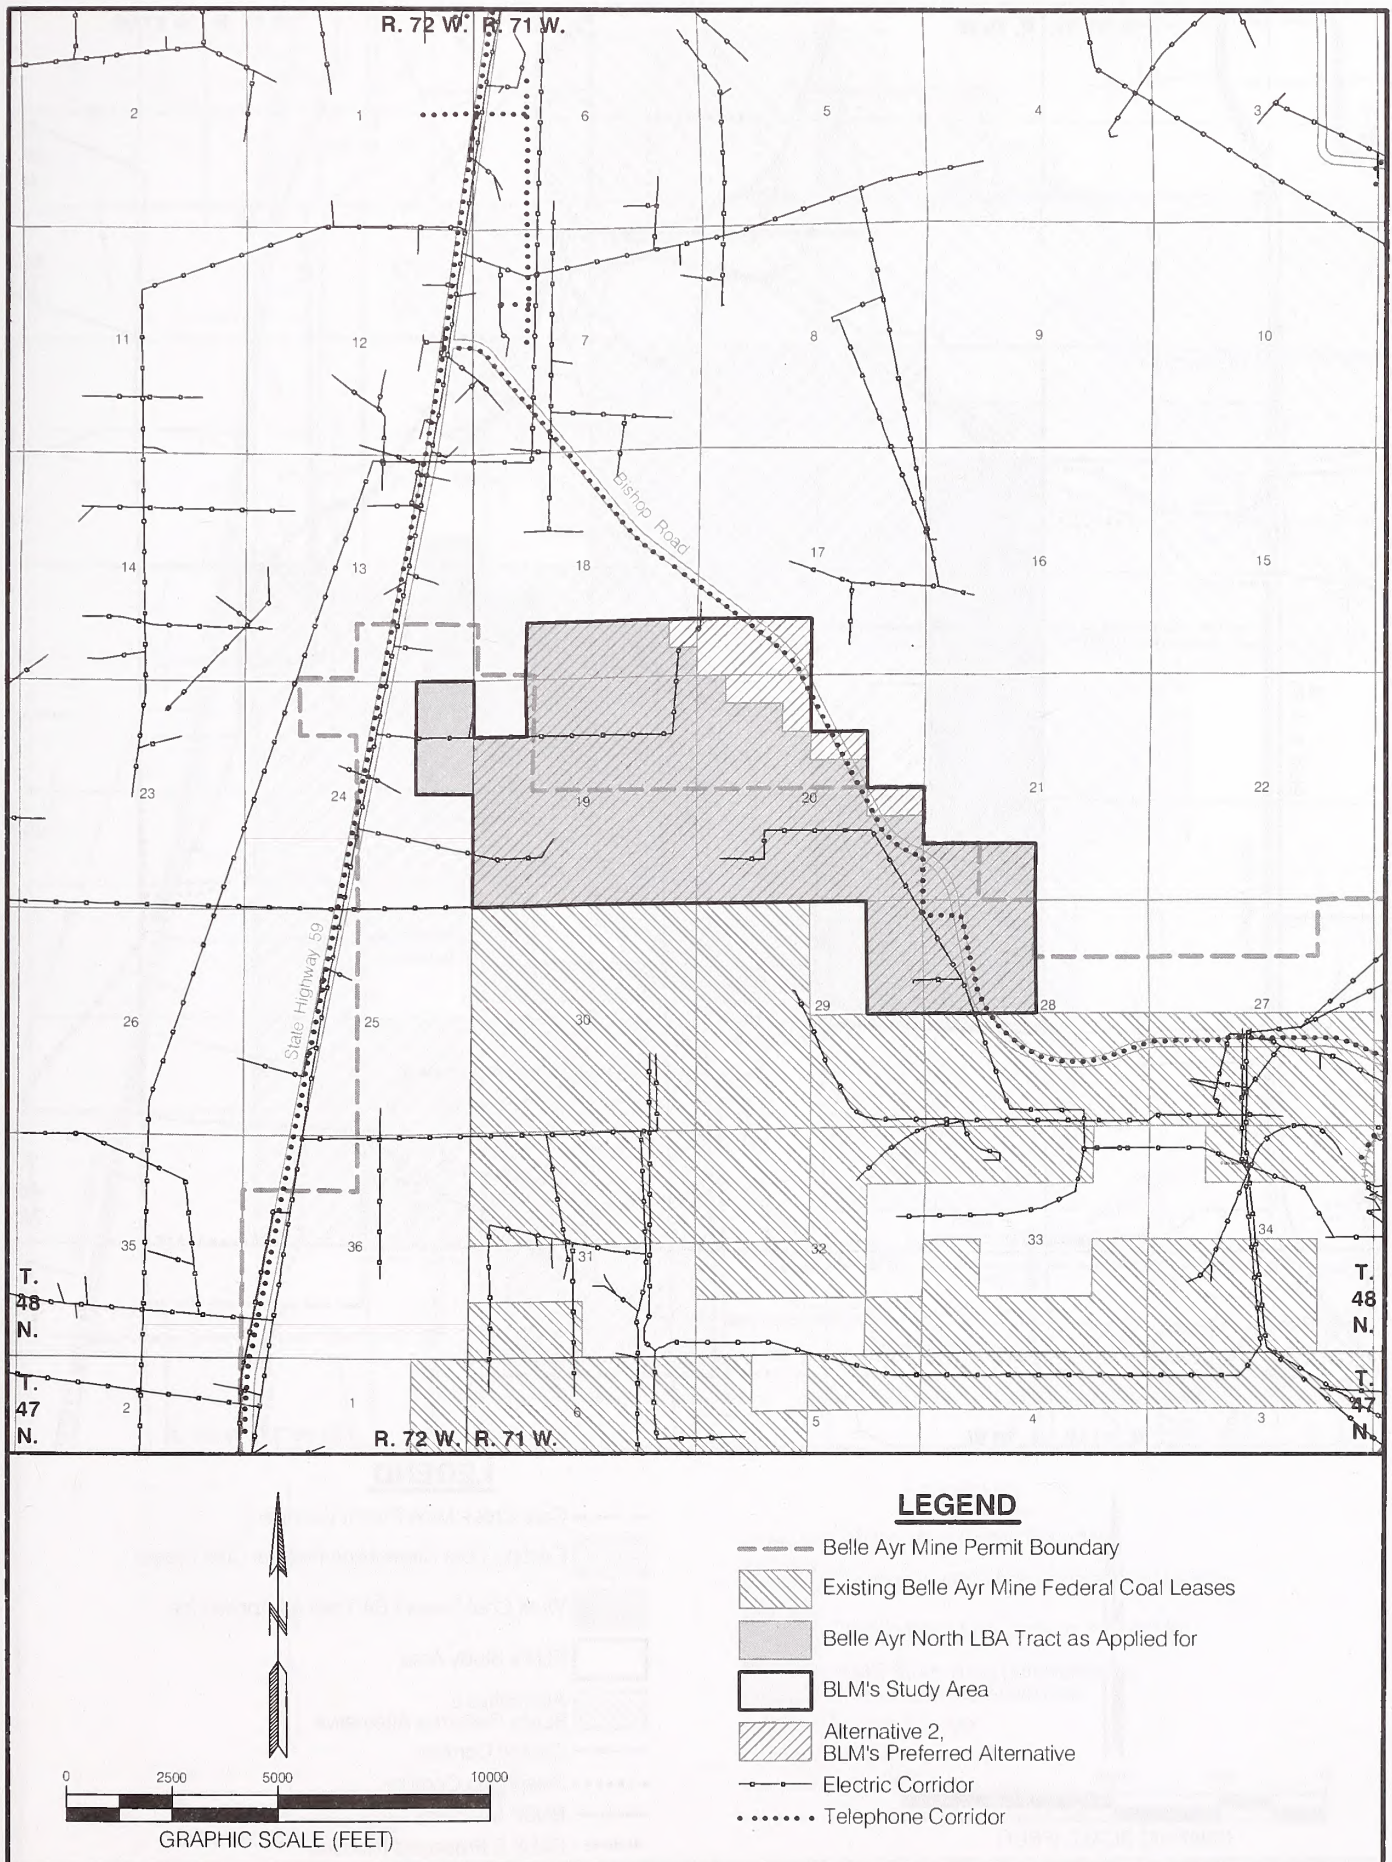 R. 72 W. R. 71 W.
2
1
6
5
4
3
11
12
7
8
9
10
Bishop Road
14
13
18
17
16
15
23
24
19
20
21
22
State Highway 59
26
25
30
29
28
27
35
36
31
32
33
34
T.
48
N.
T.
48
N.
T.
47
N.
T.
47
N.
2
1
6
5
4
3
R. 72 W. R. 71 W.
LEGEND
Belle Ayr Mine Permit Boundary
Existing Belle Ayr Mine Federal Coal Leases
Belle Ayr North LBA Tract as Applied for
BLM's Study Area
Alternative 2,
BLM's Preferred Alternative
Electric Corridor
Telephone Corridor
N
0 2500 5000 10000
GRAPHIC SCALE (FEET)